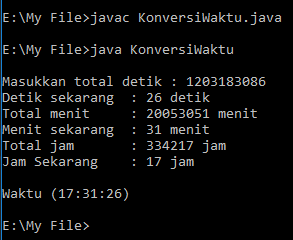 E:\My File>javac KonversiWaktu.java
E:\My File>java KonversiWaktu
Masukkan total detik : 1203183086
Detik sekarang : 26 detik
Total menit : 20053051 menit
Menit sekarang : 31 menit
Total jam : 334217 jam
Jam Sekarang : 17 jam
Waktu (17:31:26)
E:\My File>